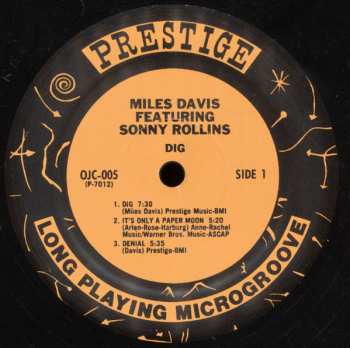 PRESTIGE
MILES DAVIS
FEATURING
SONNY ROLLINS
DIG
OJC-005
(P-7012)
SIDE 1
1. DIG 7:30
(Miles Davis) Prestige Music-BMI
2. IT'S ONLY A PAPER MOON 5:20
(Arlen-Rose-Harburg) Anne-Rachel
Music/Warner Bros. Music-ASCAP
3. DENIAL 5:35
(Davis) Prestige-BMI
LONG PLAYING MICROGROOVE